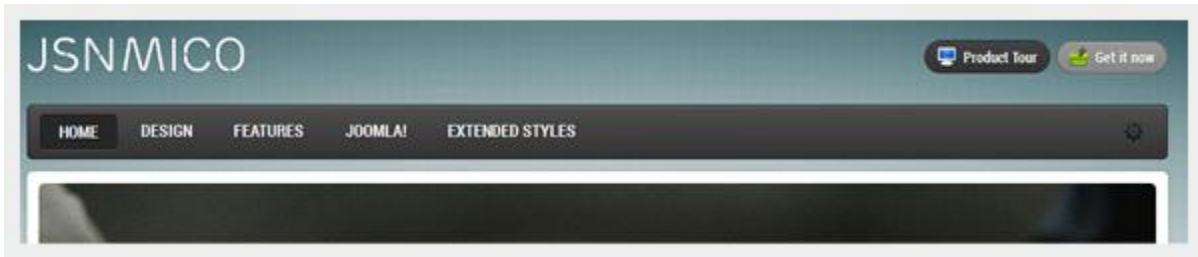 JSNMICO
Product Tour Get it now
HOME DESIGN FEATURES JOOMLA! EXTENDED STYLES